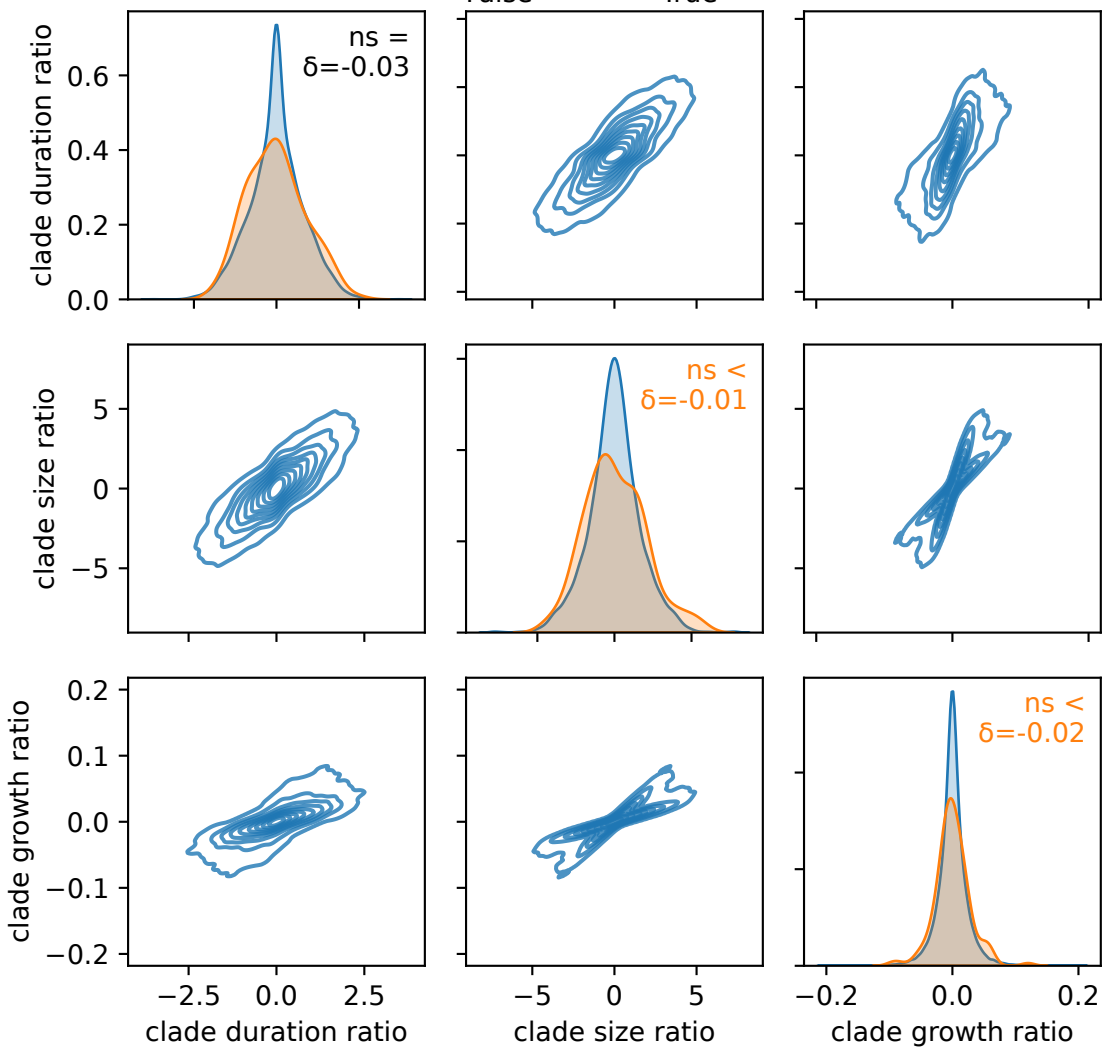 clade duration ratio
0.6
0.4
0.2
0.0
ns =
δ=-0.03
clade size ratio
5
0
−5
ns <
δ=-0.01
clade growth ratio
0.2
0.1
0.0
−0.1
−0.2
ns <
δ=-0.02
−2.5
0.0
2.5
−5
0
5
−0.2
0.0
0.2
clade duration ratio
clade size ratio
clade growth ratio